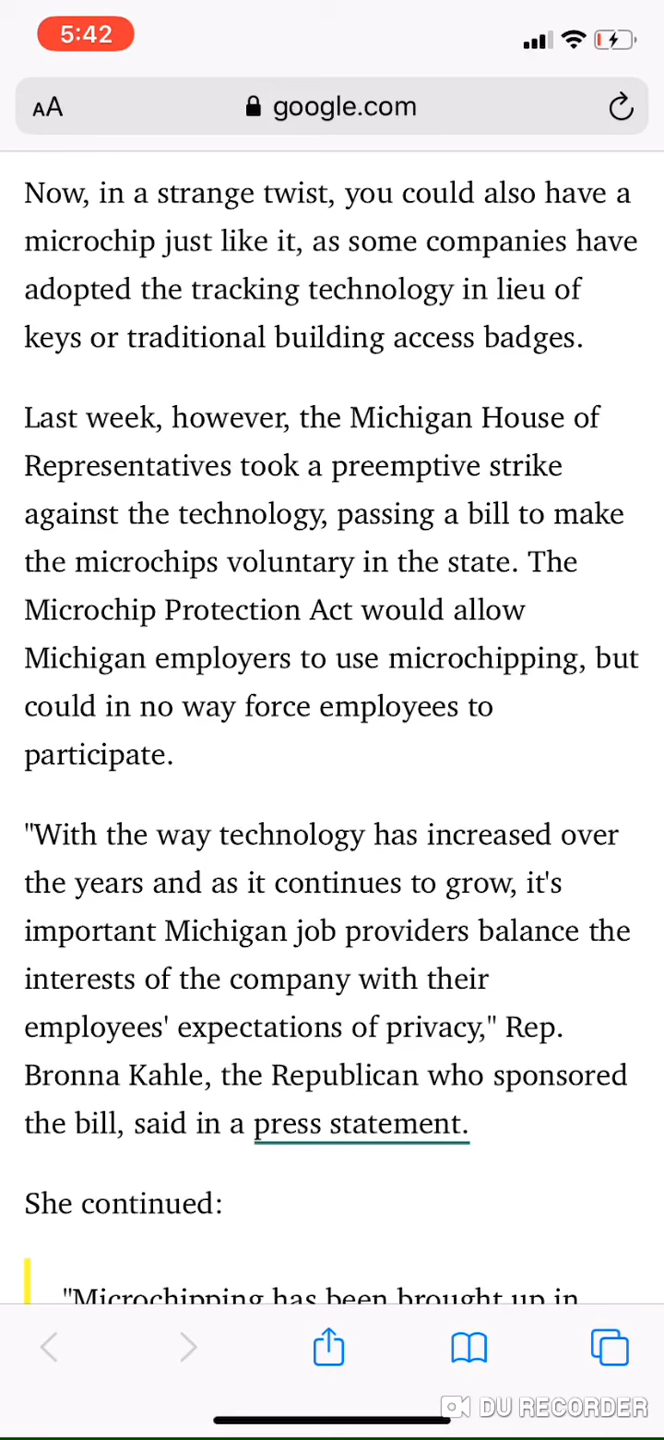 5:42
AA
google.com
Now, in a strange twist, you could also have a
microchip just like it, as some companies have
adopted the tracking technology in lieu of
keys or traditional building access badges.
Last week, however, the Michigan House of
Representatives took a preemptive strike
against the technology, passing a bill to make
the microchips voluntary in the state. The
Microchip Protection Act would allow
Michigan employers to use microchipping, but
could in no way force employees to
participate.
"With the way technology has increased over
the years and as it continues to grow, it's
important Michigan job providers balance the
interests of the company with their
employees' expectations of privacy," Rep.
Bronna Kahle, the Republican who sponsored
the bill, said in a press statement.
She continued:
"Microchipping has been brought up in
DU RECORDER